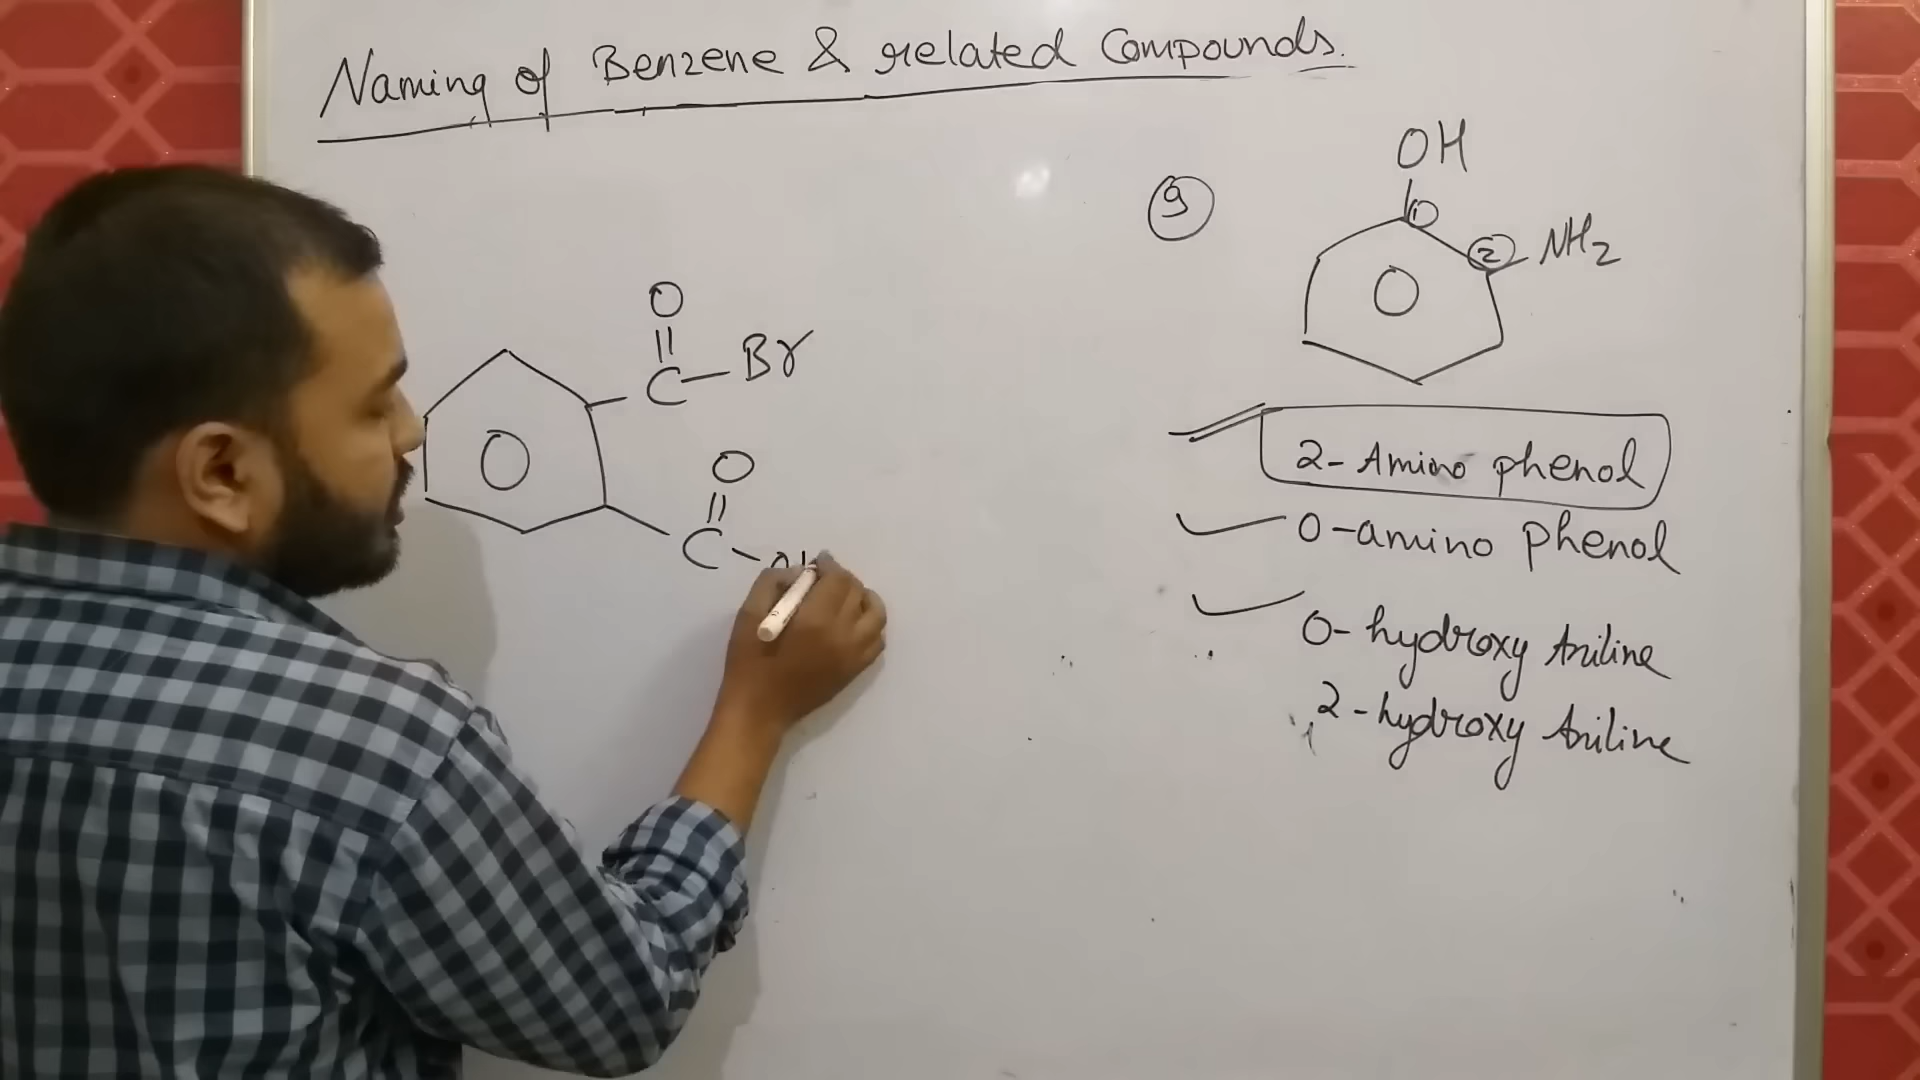 Naming of Benzene & related Compounds.
O
||
C-Br
O
O
||
C-OH
9
OH
1
2 NH2
O
2-Amino phenol
O-amino phenol
O-hydroxy Aniline
2-hydroxy Aniline